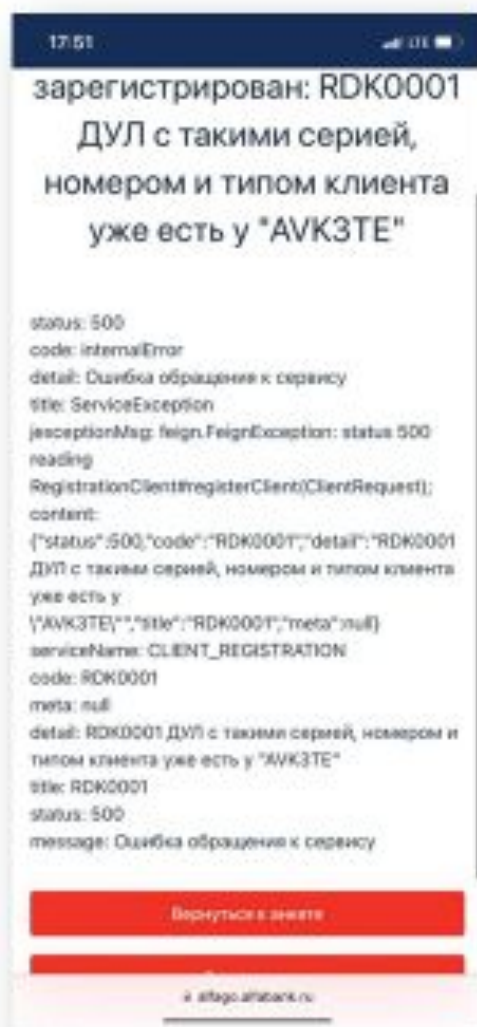 17:51
LTE
зарегистрирован: RDK0001
ДУЛ с такими серией,
номером и типом клиента
уже есть у "AVK3TE"
status: 500
code: internalError
detail: Ошибка обращения к сервису
title: ServiceException
jexceptionMsg: feign.FeignException: status 500
reading
RegistrationClient#registerClient(ClientRequest);
content:
{"status":500,"code":"RDK0001","detail":"RDK0001
ДУЛ с такими серией, номером и типом клиента
уже есть у
\"AVK3TE\"","title":"RDK0001","meta":null}
serviceName: CLIENT_REGISTRATION
code: RDK0001
meta: null
detail: RDK0001 ДУЛ с такими серией, номером и
типом клиента уже есть у "AVK3TE"
title: RDK0001
status: 500
message: Ошибка обращения к сервису
Вернуться к анкете
alfago.alfabank.ru